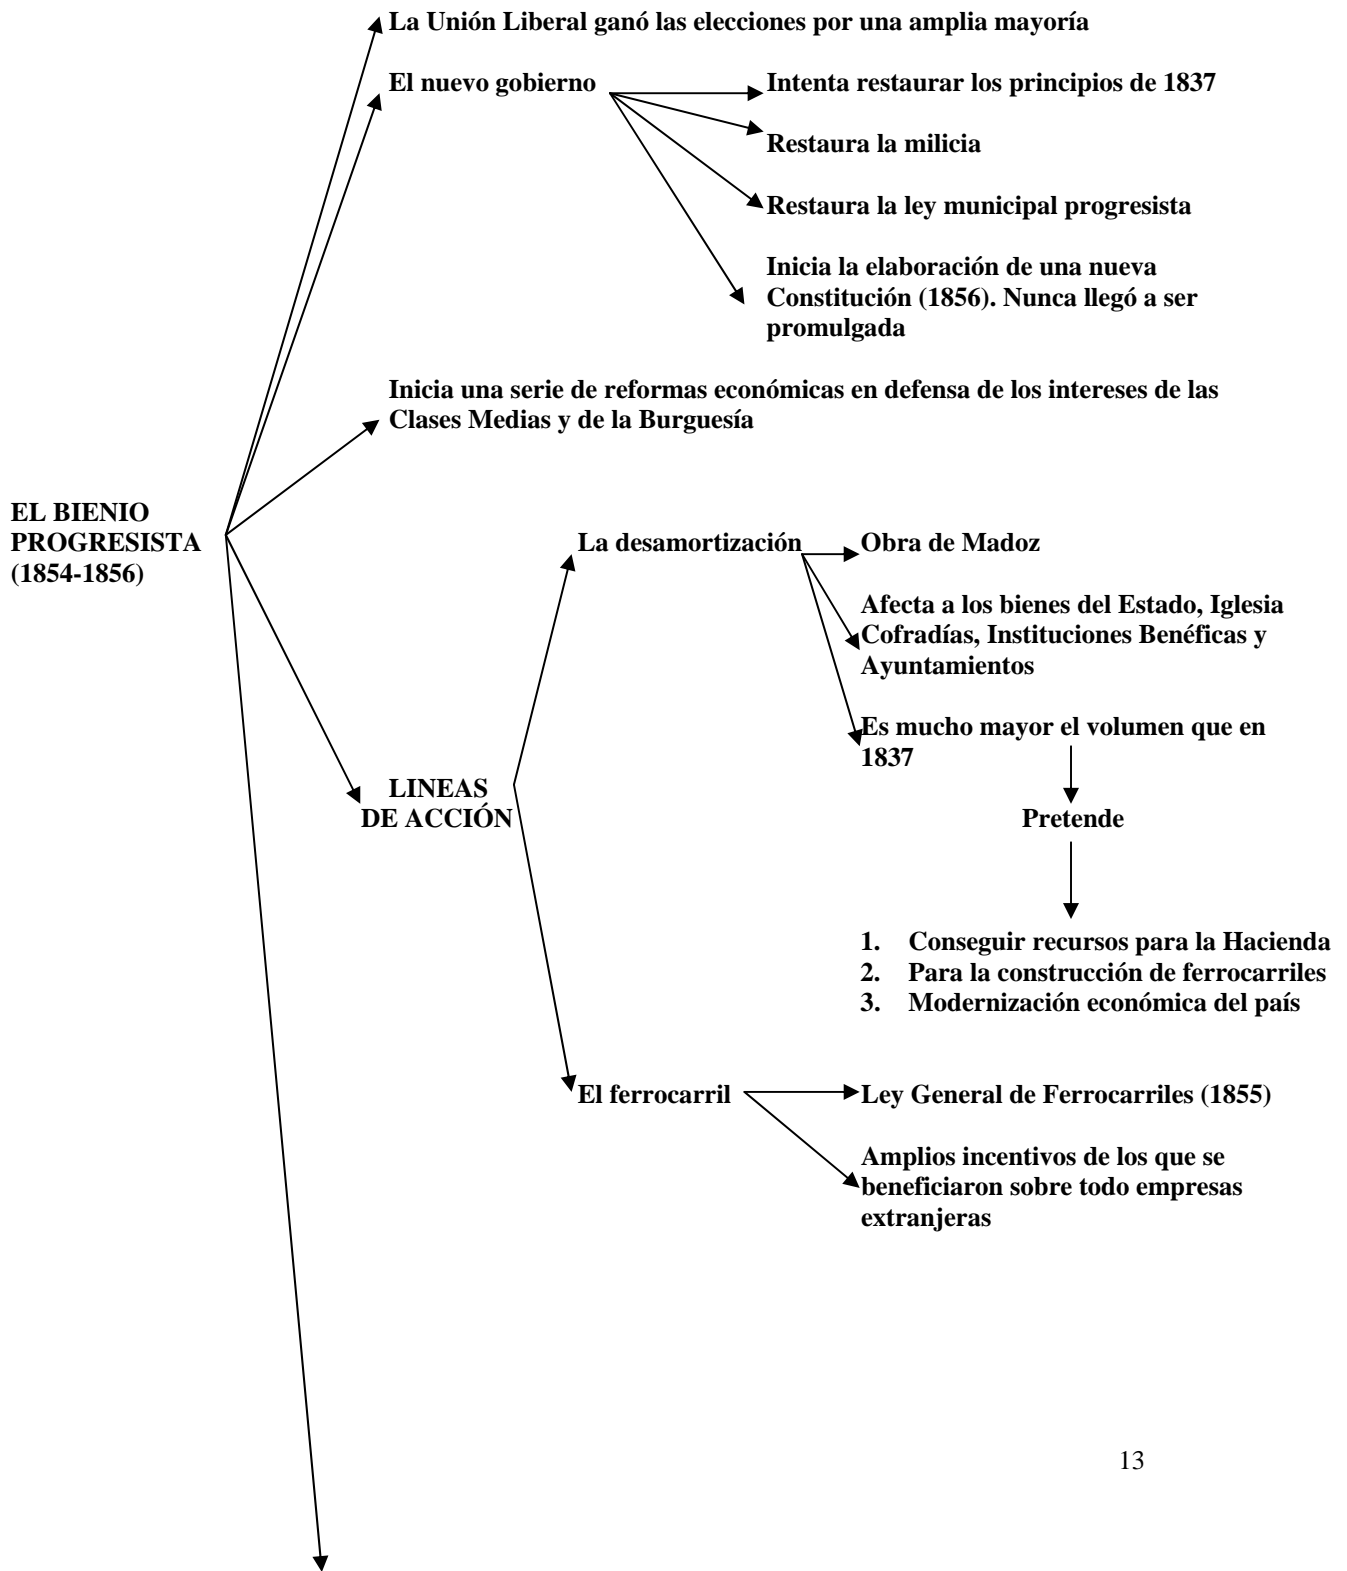 La Unión Liberal ganó las elecciones por una amplia mayoría
El nuevo gobierno
Intenta restaurar los principios de 1837
Restaura la milicia
Restaura la ley municipal progresista
Inicia la elaboración de una nueva
Constitución (1856). Nunca llegó a ser
promulgada
Inicia una serie de reformas económicas en defensa de los intereses de las
Clases Medias y de la Burguesía
EL BIENIO
PROGRESISTA
(1854-1856)
LINEAS
DE ACCIÓN
La desamortización
Obra de Madoz
Afecta a los bienes del Estado, Iglesia
Cofradías, Instituciones Benéficas y
Ayuntamientos
Es mucho mayor el volumen que en
1837
Pretende
1. Conseguir recursos para la Hacienda
2. Para la construcción de ferrocarriles
3. Modernización económica del país
El ferrocarril
Ley General de Ferrocarriles (1855)
Amplios incentivos de los que se
beneficiaron sobre todo empresas
extranjeras
13